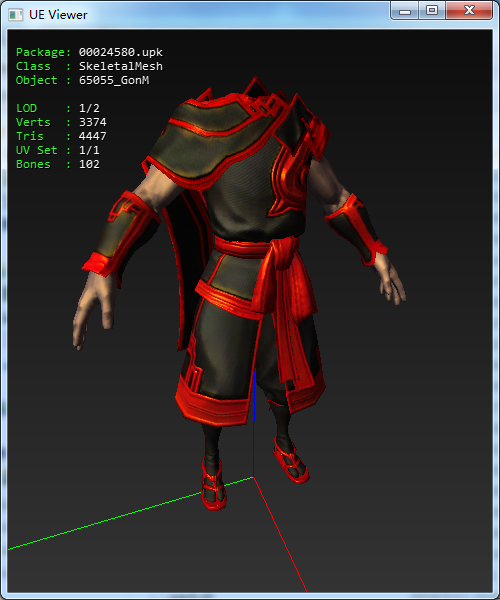 UE Viewer
Package: 00024580.upk
Class : SkeletalMesh
Object : 65055_GonM
LOD : 1/2
Verts : 3374
Tris : 4447
UV Set : 1/1
Bones : 102